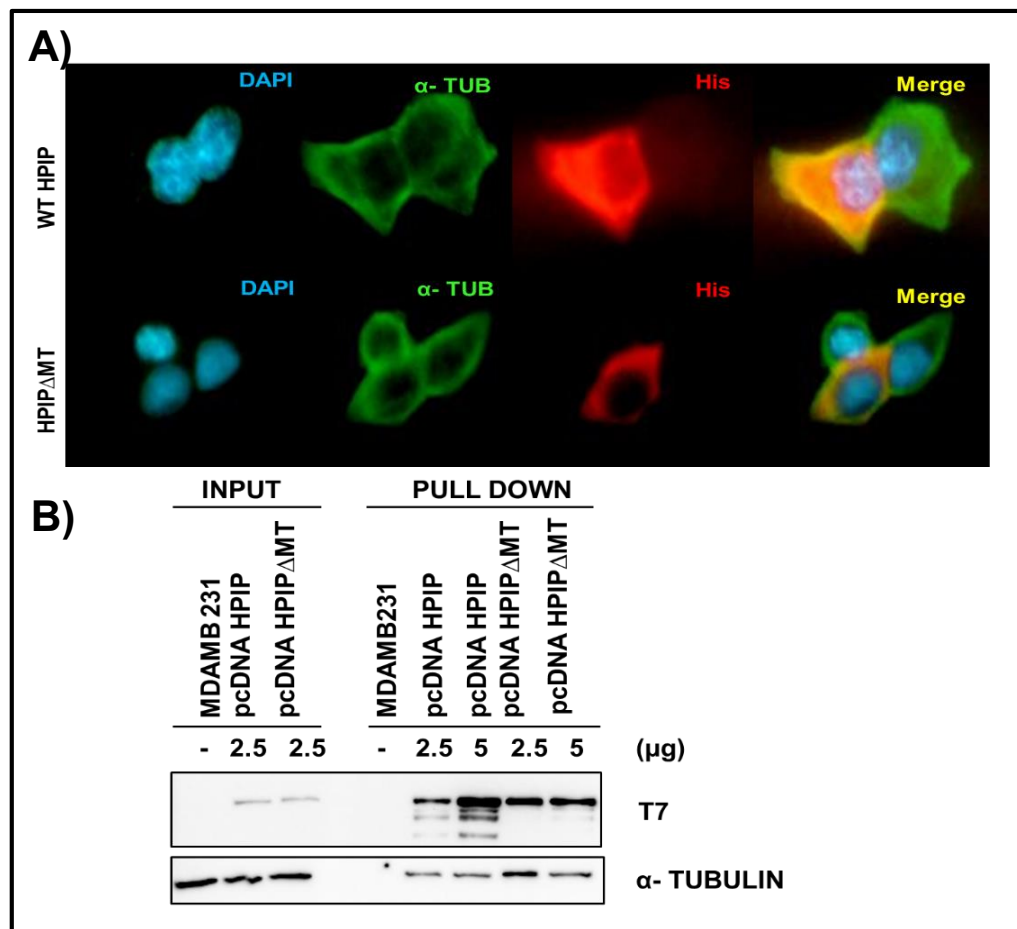 A)
DAPI α- TUB His Merge
WT HPIP
DAPI α- TUB His Merge
HPIPΔMT
B)
INPUT PULL DOWN
MDAMB231 pcDNA HPIP pcDNA HPIPΔMT MDAMB231 pcDNA HPIP pcDNA HPIP pcDNA HPIPΔMT pcDNA HPIPΔMT
- 2.5 2.5 - 2.5 5 2.5 5 (µg)
T7
α- TUBULIN